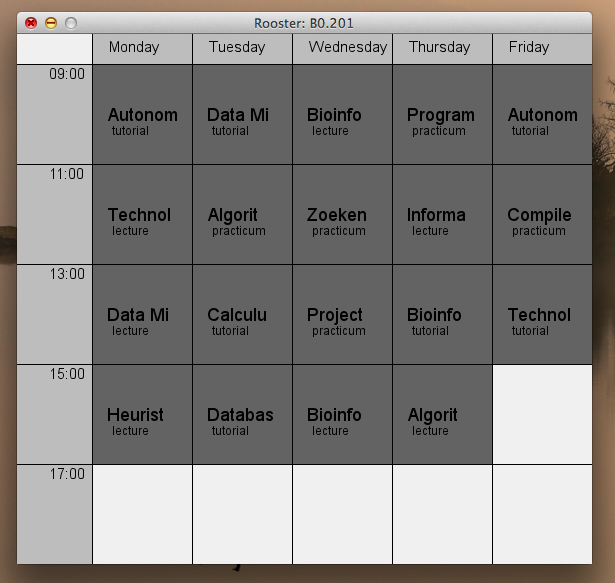 Rooster: B0.201
Monday Tuesday Wednesday Thursday Friday
09:00
Autonom Data Mi Bioinfo Program Autonom
tutorial tutorial lecture practicum tutorial
11:00
Technol Algorit Zoeken Informa Compile
lecture practicum practicum lecture practicum
13:00
Data Mi Calculu Project Bioinfo Technol
lecture tutorial practicum tutorial tutorial
15:00
Heurist Databas Bioinfo Algorit
lecture tutorial lecture lecture
17:00